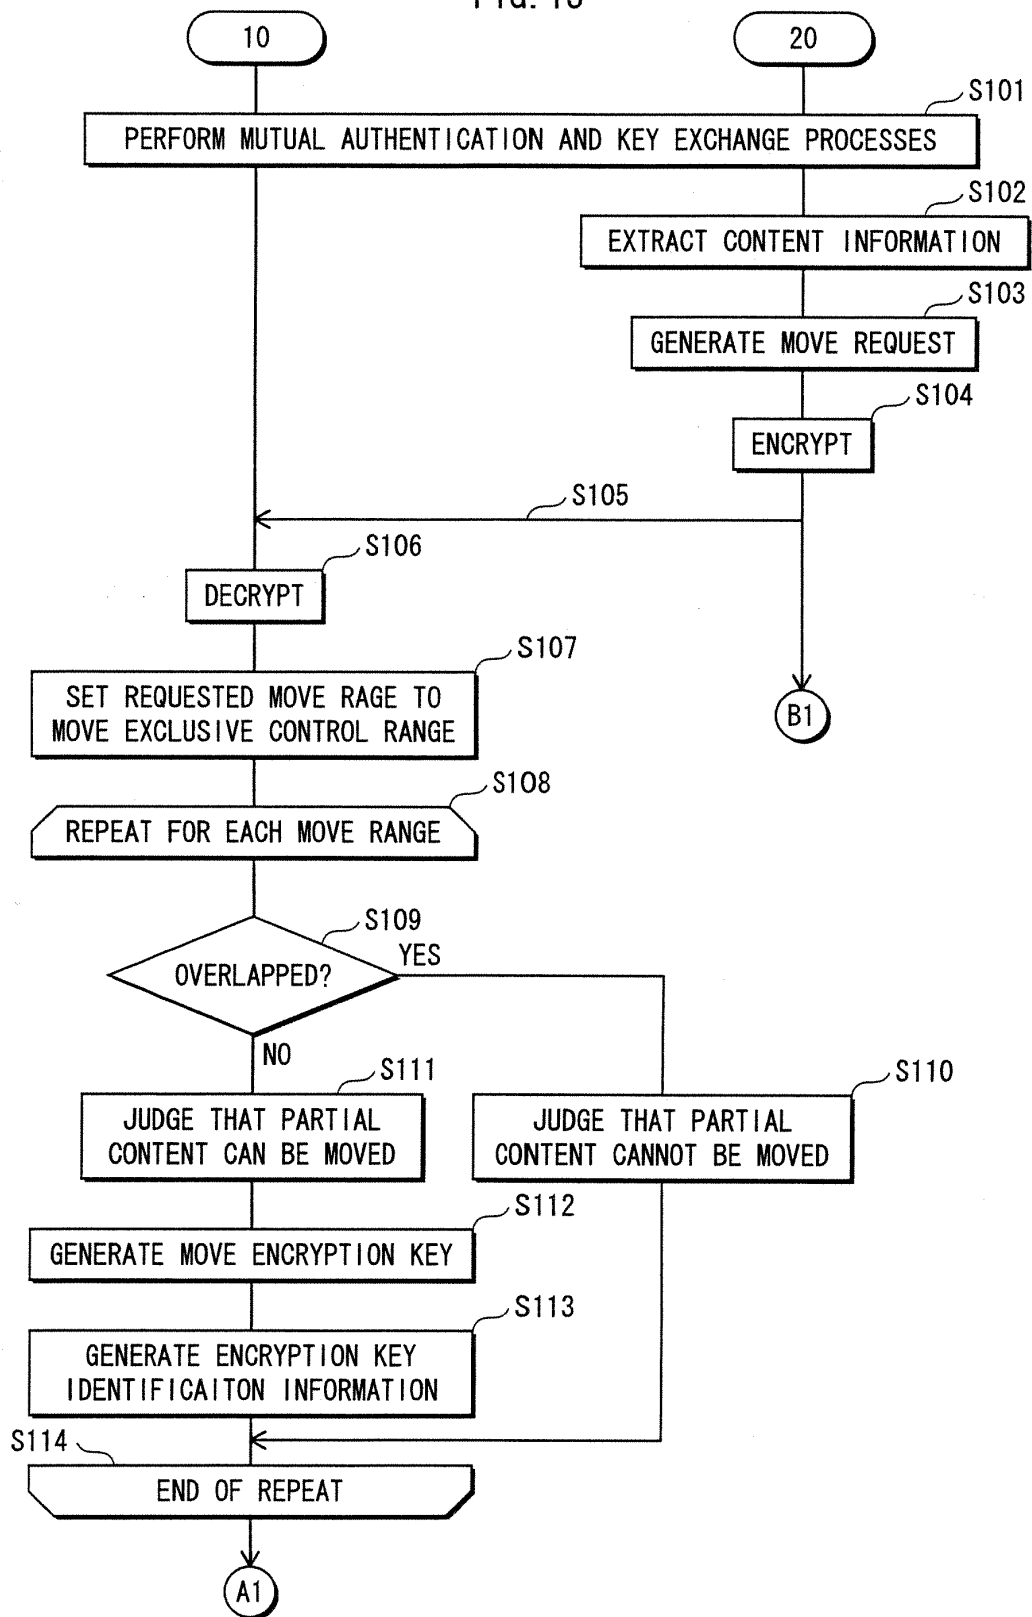 10
20
S101
PERFORM MUTUAL AUTHENTICATION AND KEY EXCHANGE PROCESSES
S102
EXTRACT CONTENT INFORMATION
S103
GENERATE MOVE REQUEST
S104
ENCRYPT
S105
S106
DECRYPT
S107
SET REQUESTED MOVE RAGE TO
MOVE EXCLUSIVE CONTROL RANGE
B1
S108
REPEAT FOR EACH MOVE RANGE
S109
OVERLAPPED?
YES
NO
S111
JUDGE THAT PARTIAL
CONTENT CAN BE MOVED
S110
JUDGE THAT PARTIAL
CONTENT CANNOT BE MOVED
S112
GENERATE MOVE ENCRYPTION KEY
S113
GENERATE ENCRYPTION KEY
IDENTIFICAITON INFORMATION
S114
END OF REPEAT
A1